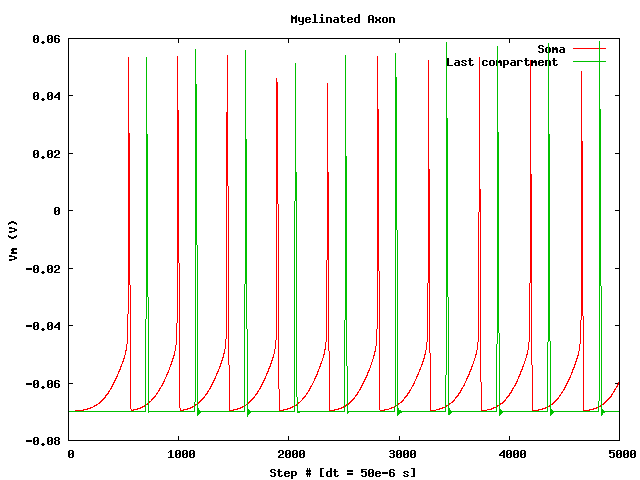 Myelinated Axon
Soma
Last compartment
0.06
0.04
0.02
0
-0.02
-0.04
-0.06
-0.08
Vm (V)
0 1000 2000 3000 4000 5000
Step # [dt = 50e-6 s]